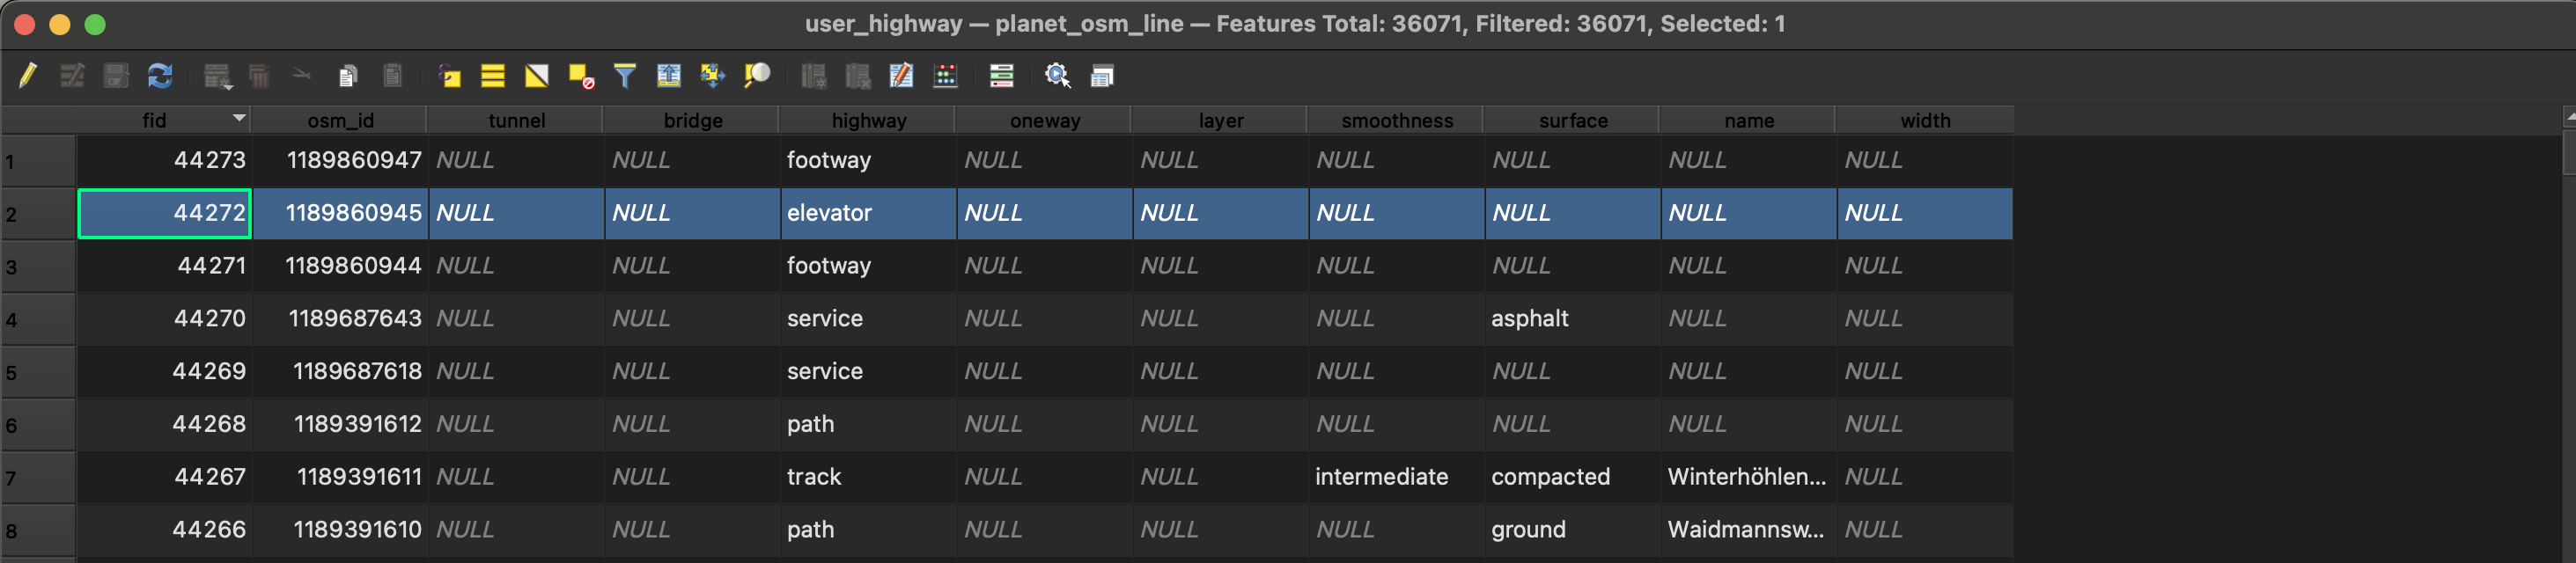 user_highway — planet_osm_line — Features Total: 36071, Filtered: 36071, Selected: 1
fid osm_id tunnel bridge highway oneway layer smoothness surface name width
1 44273 1189860947 NULL NULL footway NULL NULL NULL NULL NULL NULL
2 44272 1189860945 NULL NULL elevator NULL NULL NULL NULL NULL NULL
3 44271 1189860944 NULL NULL footway NULL NULL NULL NULL NULL NULL
4 44270 1189687643 NULL NULL service NULL NULL NULL asphalt NULL NULL
5 44269 1189687618 NULL NULL service NULL NULL NULL NULL NULL NULL
6 44268 1189391612 NULL NULL path NULL NULL NULL NULL NULL NULL
7 44267 1189391611 NULL NULL track NULL NULL intermediate compacted Winterhöhlen... NULL
8 44266 1189391610 NULL NULL path NULL NULL NULL ground Waidmannsw... NULL